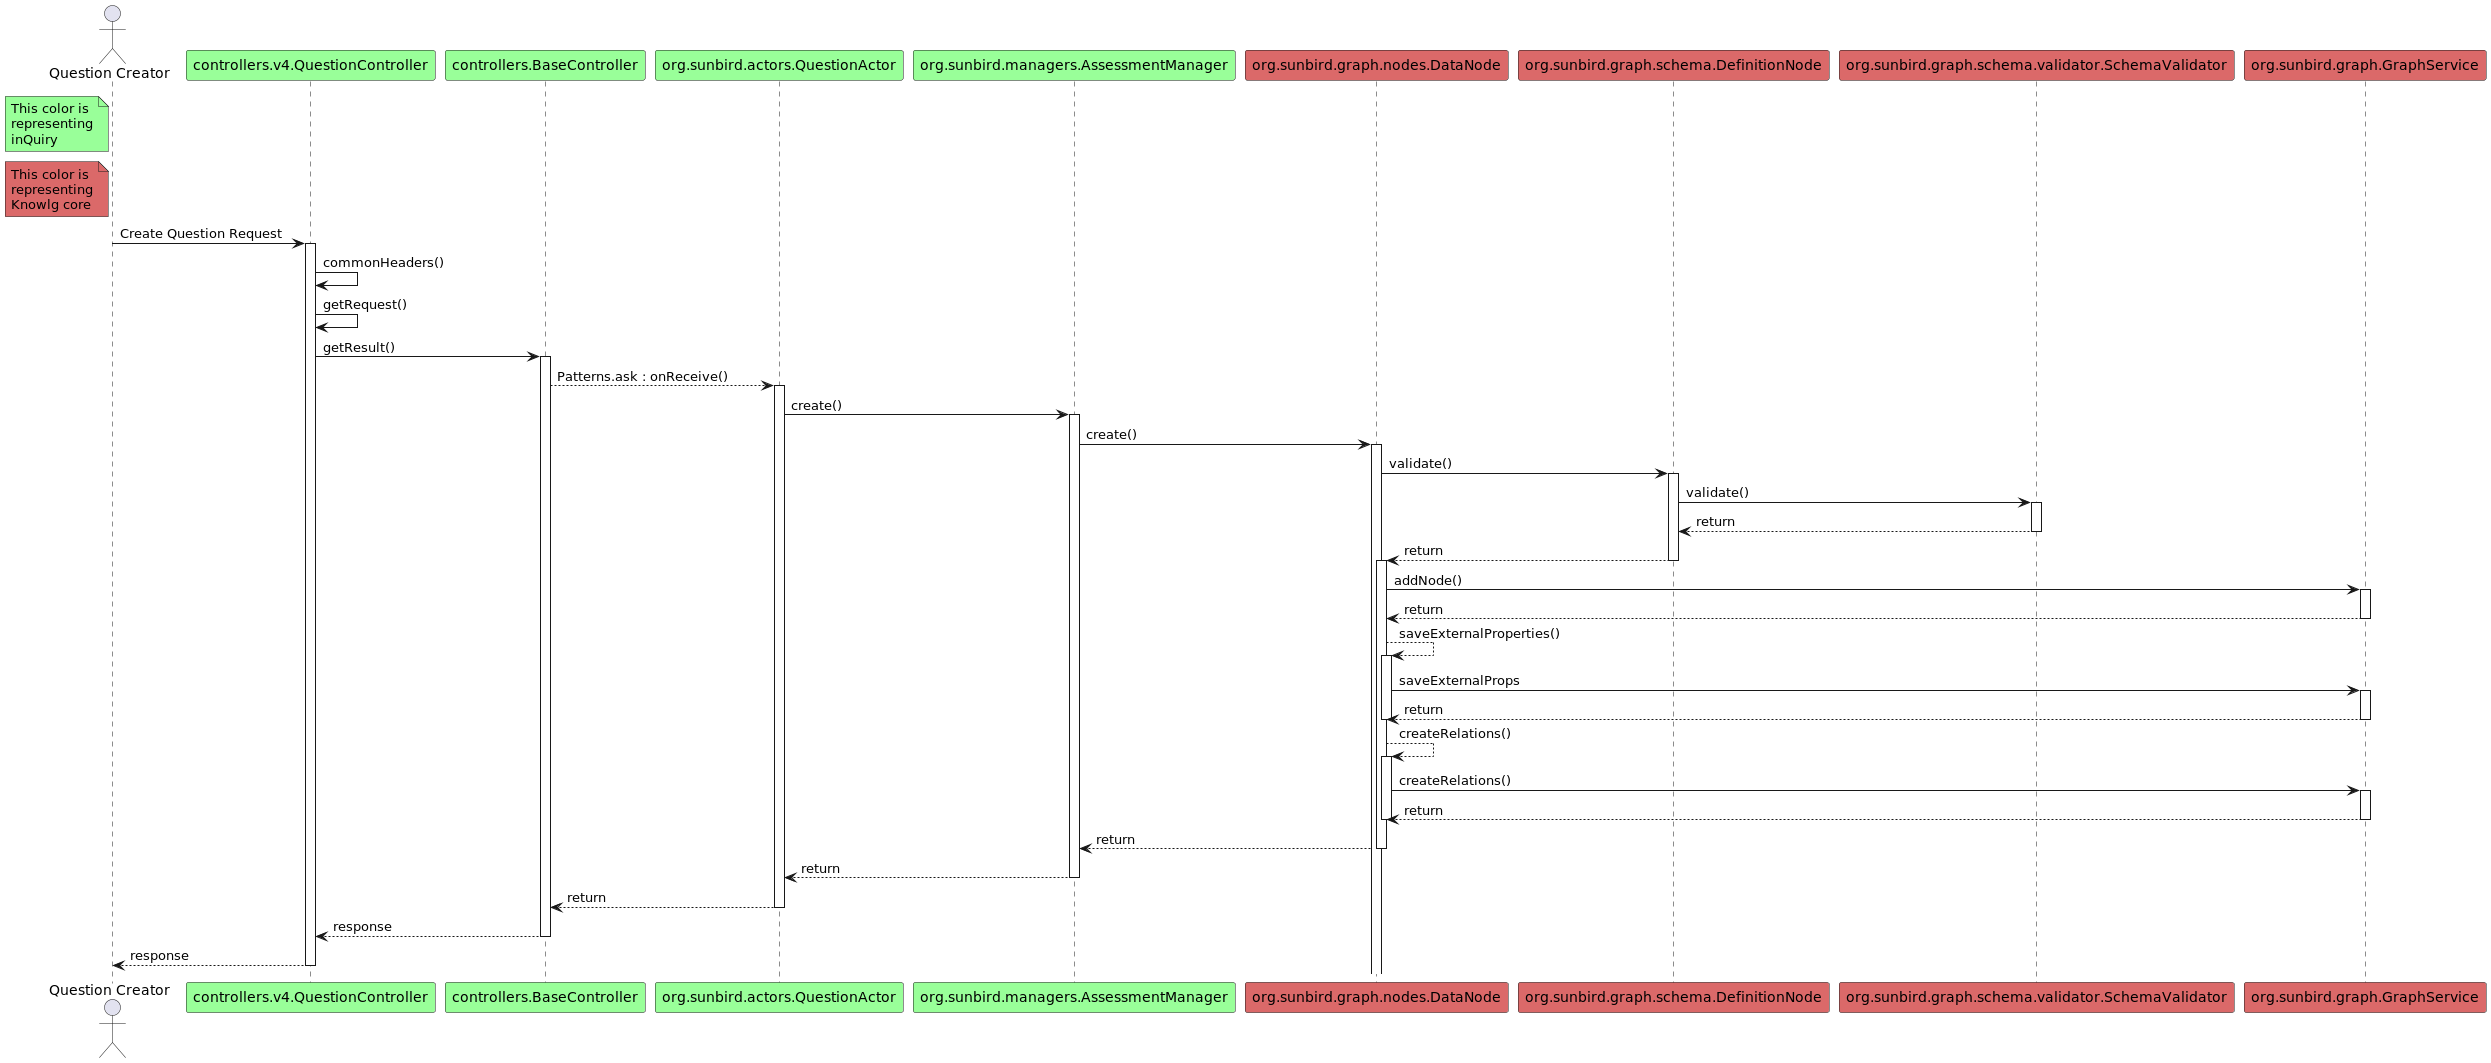 Question Creator
controllers.v4.QuestionController
controllers.BaseController
org.sunbird.actors.QuestionActor
org.sunbird.managers.AssessmentManager
org.sunbird.graph.nodes.DataNode
org.sunbird.graph.schema.DefinitionNode
org.sunbird.graph.schema.validator.SchemaValidator
org.sunbird.graph.GraphService
This color is
representing
inQuiry
This color is
representing
Knowlg core
Create Question Request
commonHeaders()
getRequest()
getResult()
Patterns.ask : onReceive()
create()
create()
validate()
validate()
return
return
addNode()
return
saveExternalProperties()
saveExternalProps
return
createRelations()
createRelations()
return
return
return
return
response
response
Question Creator
controllers.v4.QuestionController
controllers.BaseController
org.sunbird.actors.QuestionActor
org.sunbird.managers.AssessmentManager
org.sunbird.graph.nodes.DataNode
org.sunbird.graph.schema.DefinitionNode
org.sunbird.graph.schema.validator.SchemaValidator
org.sunbird.graph.GraphService